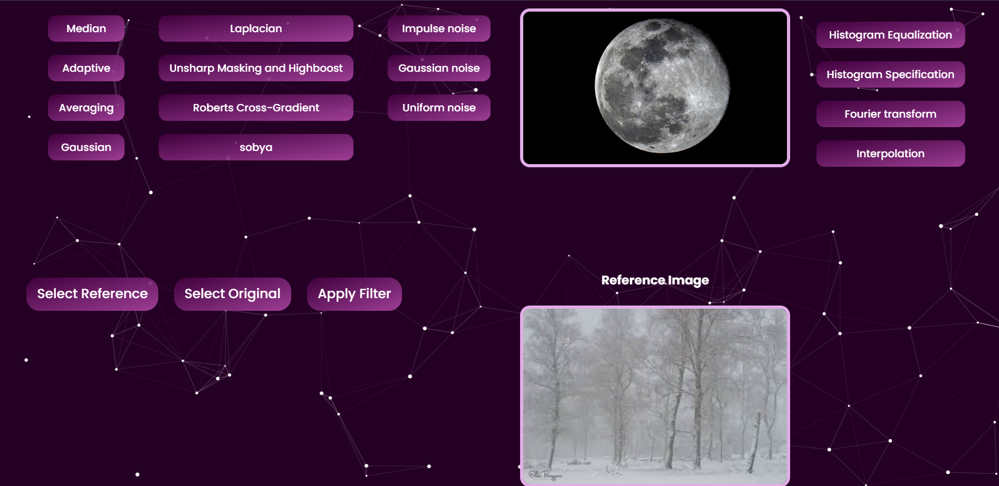 Median
Laplacian
Impulse noise
Adaptive
Unsharp Masking and Highboost
Gaussian noise
Averaging
Roberts Cross-Gradient
Uniform noise
Gaussian
sobya
Histogram Equalization
Histogram Specification
Fourier transform
Interpolation
Select Reference
Select Original
Apply Filter
Reference Image